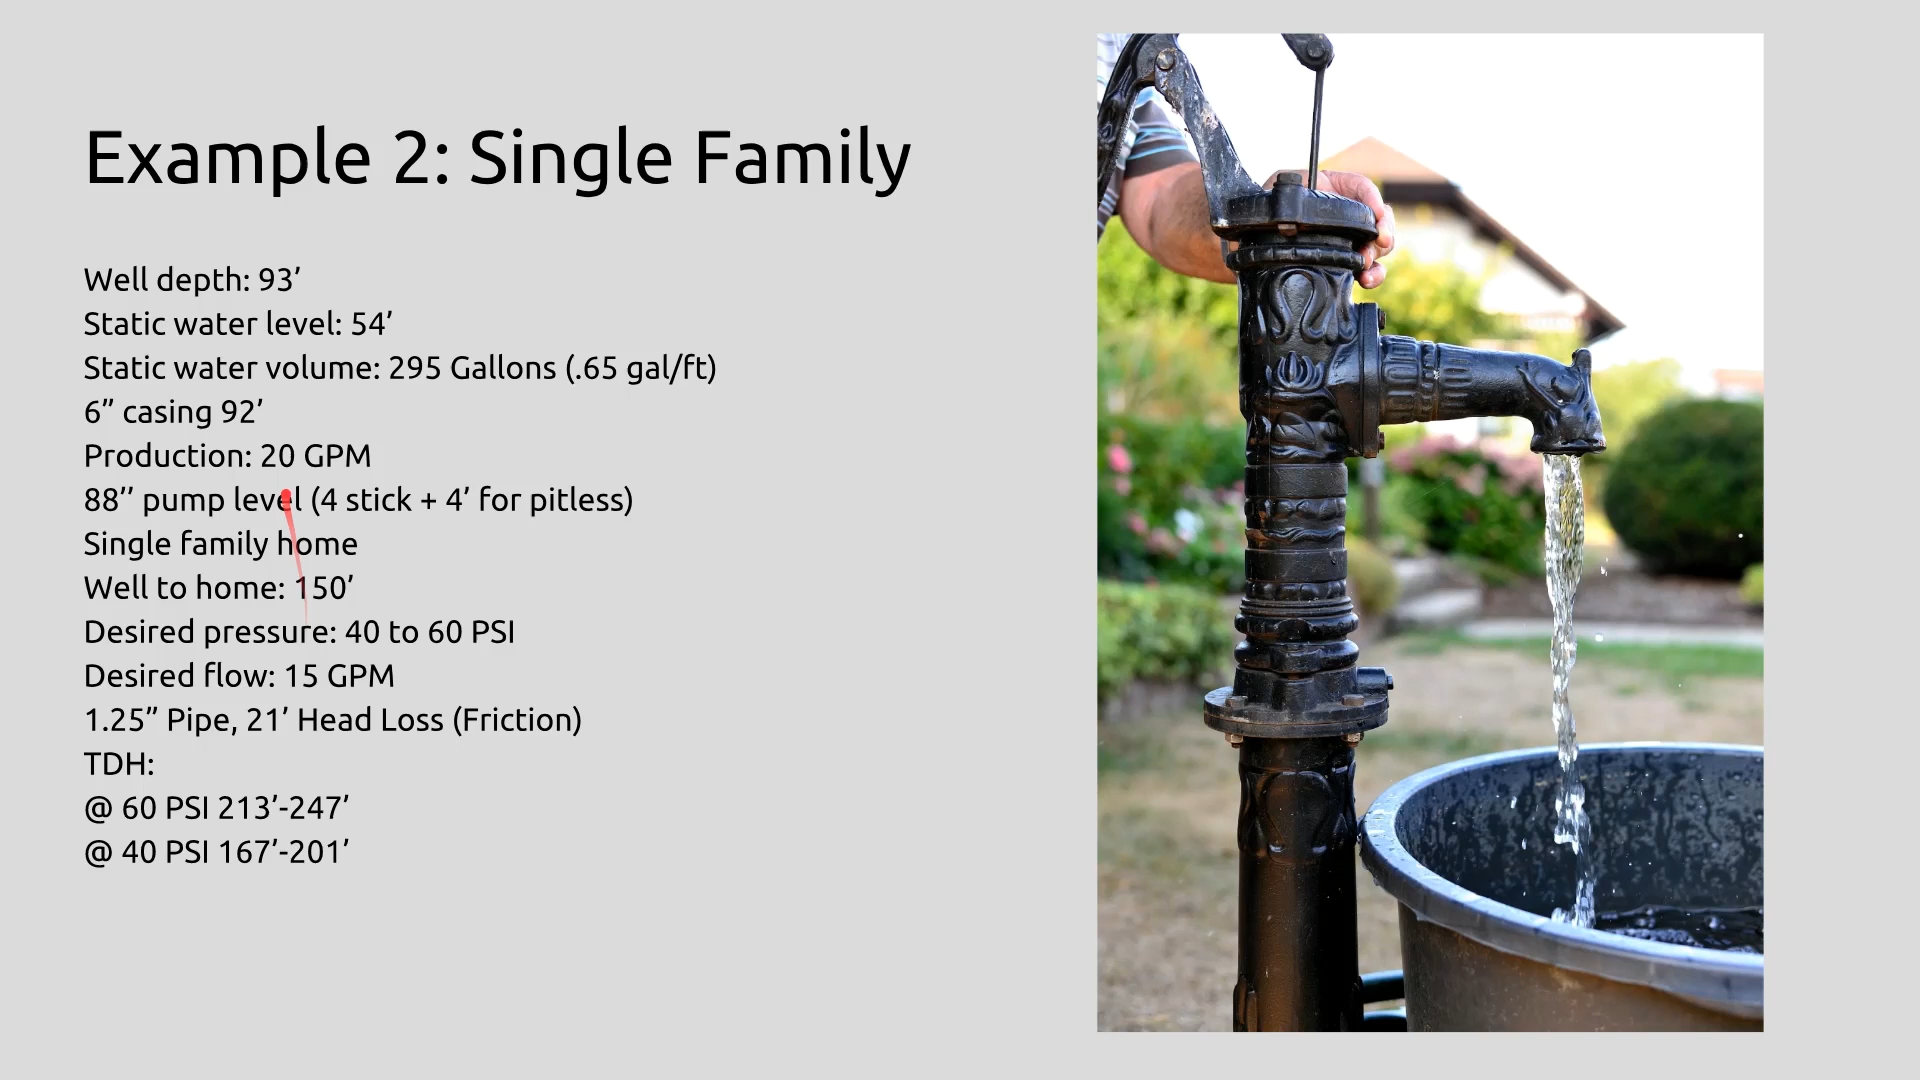 Example 2: Single Family
Well depth: 93’
Static water level: 54’
Static water volume: 295 Gallons (.65 gal/ft)
6” casing 92’
Production: 20 GPM
88’’ pump level (4 stick + 4’ for pitless)
Single family home
Well to home: 150’
Desired pressure: 40 to 60 PSI
Desired flow: 15 GPM
1.25” Pipe, 21’ Head Loss (Friction)
TDH:
@ 60 PSI 213’-247’
@ 40 PSI 167’-201’